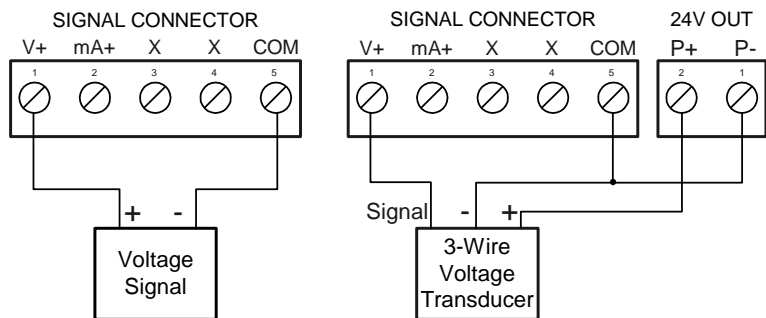 SIGNAL CONNECTOR
V+ mA+ X X COM
1 2 3 4 5
+ -
Voltage
Signal
SIGNAL CONNECTOR
V+ mA+ X X COM
1 2 3 4 5
24V OUT
P+ P-
2 1
Signal - +
3-Wire
Voltage
Transducer